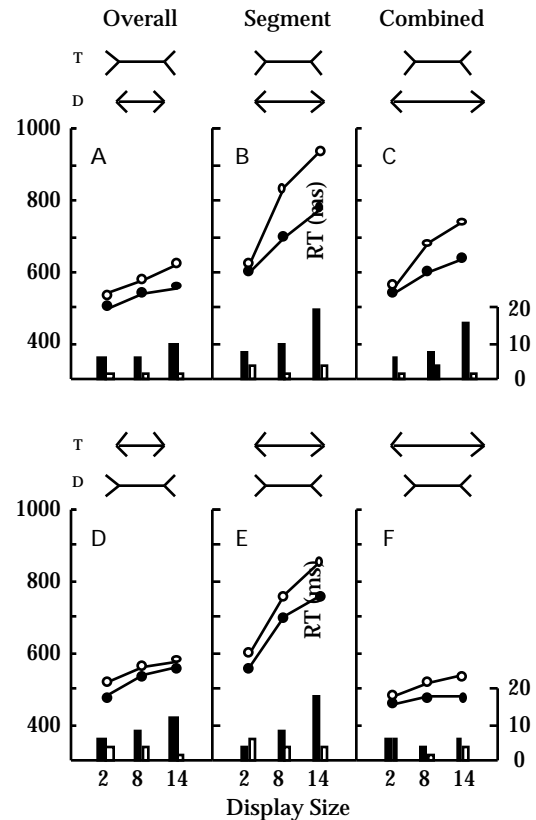 Overall Segment Combined
T
D
1000
A B C
800
RT (ms)
600
400
20
10
0
T
D
1000
D E F
800
RT (ms)
600
400
20
10
0
2 8 14 2 8 14 2 8 14
Display Size